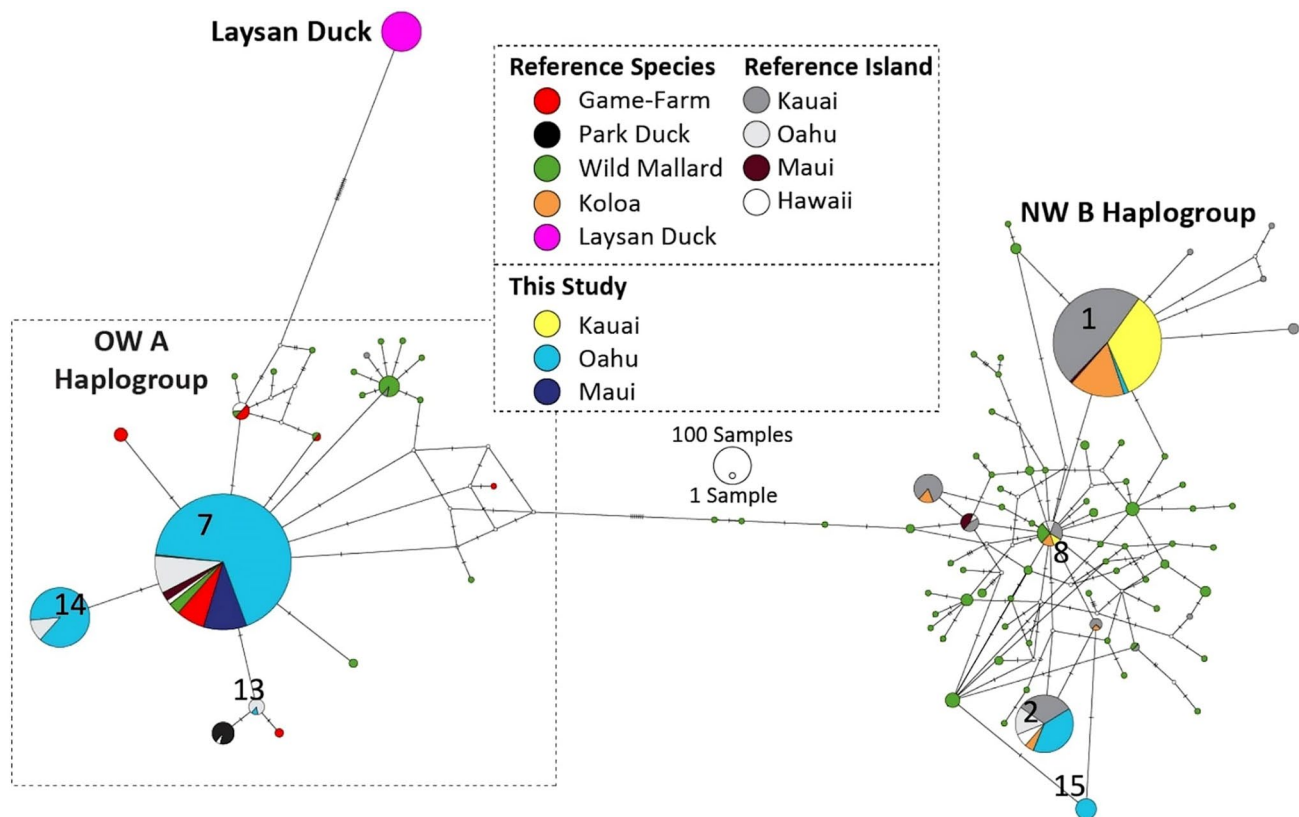 Laysan Duck
Reference Species
Game-Farm
Park Duck
Wild Mallard
Koloa
Laysan Duck
Reference Island
Kauai
Oahu
Maui
Hawaii
This Study
Kauai
Oahu
Maui
NW B Haplogroup
1
OW A
Haplogroup
100 Samples
1 Sample
7
8
14
13
2
15